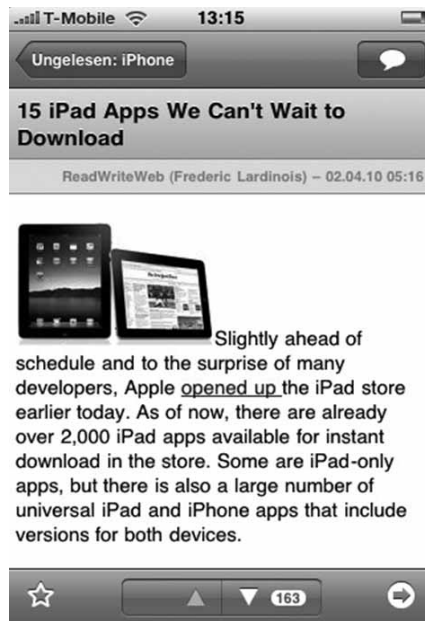 T-Mobile 13:15
Ungelesen: iPhone
15 iPad Apps We Can't Wait to
Download
ReadWriteWeb (Frederic Lardinois) – 02.04.10 05:16
Slightly ahead of
schedule and to the surprise of many
developers, Apple opened up the iPad store
earlier today. As of now, there are already
over 2,000 iPad apps available for instant
download in the store. Some are iPad-only
apps, but there is also a large number of
universal iPad and iPhone apps that include
versions for both devices.
163